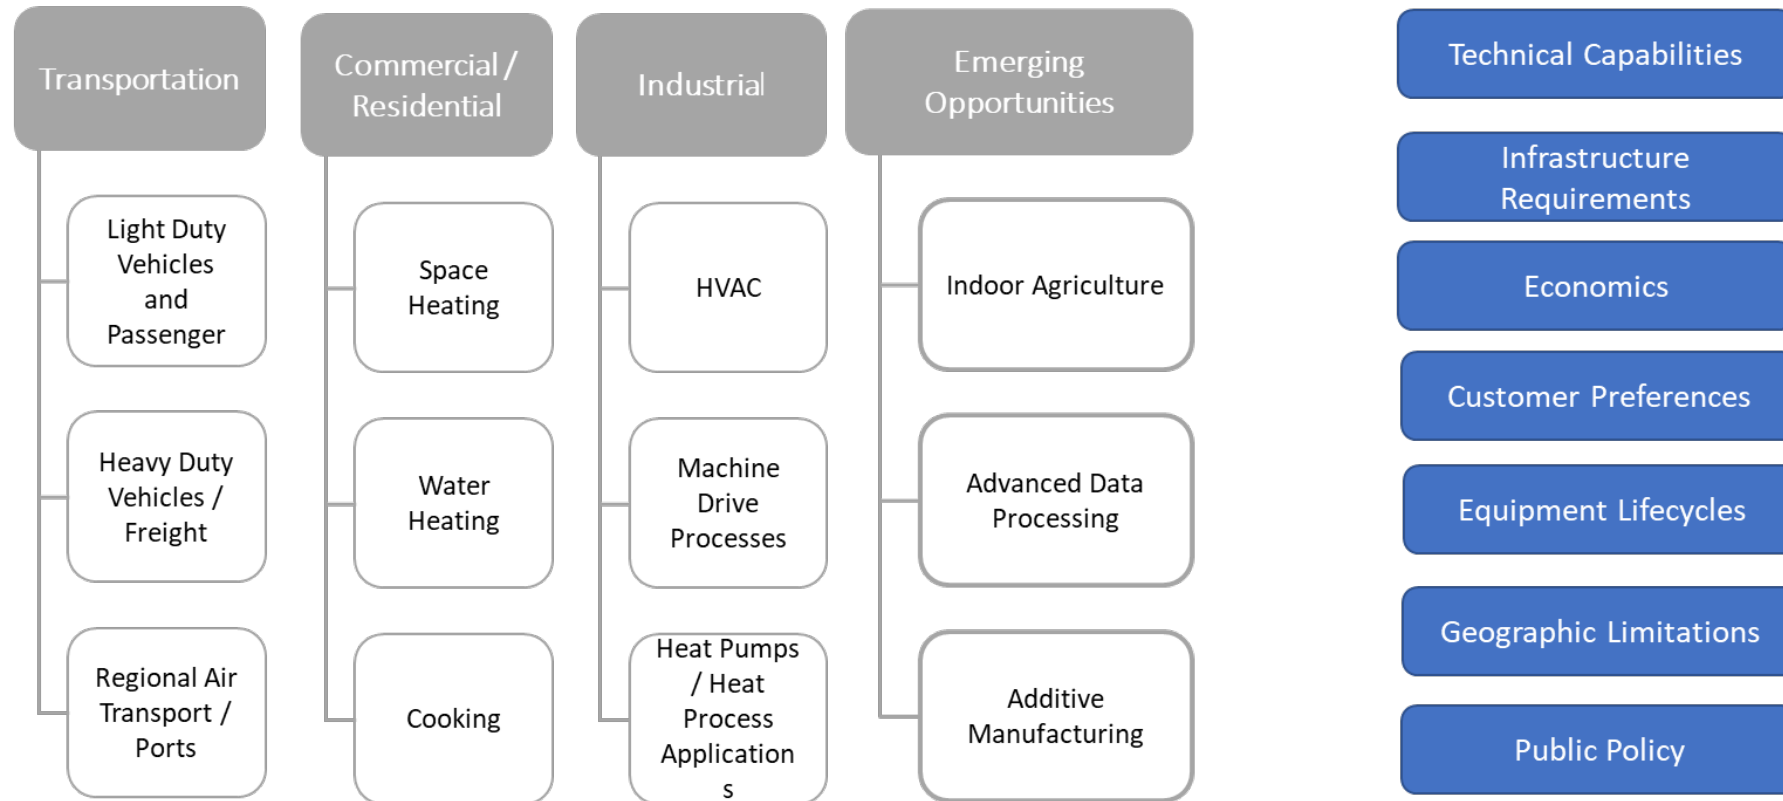 Transportation
Light Duty
Vehicles
and
Passenger
Heavy Duty
Vehicles /
Freight
Regional Air
Transport /
Ports
Commercial /
Residential
Space
Heating
Water
Heating
Cooking
Industrial
HVAC
Machine
Drive
Processes
Heat Pumps
/ Heat
Process
Application
s
Emerging
Opportunities
Indoor Agriculture
Advanced Data
Processing
Additive
Manufacturing
Technical Capabilities
Infrastructure
Requirements
Economics
Customer Preferences
Equipment Lifecycles
Geographic Limitations
Public Policy